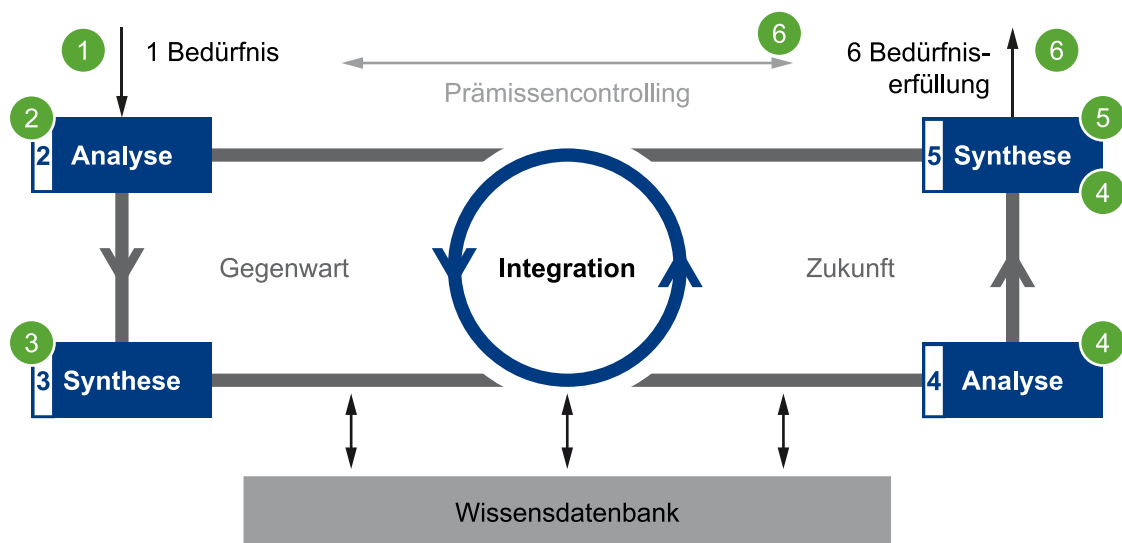 1
1 Bedürfnis
6
6 Bedürfnis-
erfüllung
6
Prämissencontrolling
2
2 Analyse
5
5 Synthese
4
Gegenwart
Integration
Zukunft
3
3 Synthese
4
4 Analyse
Wissensdatenbank